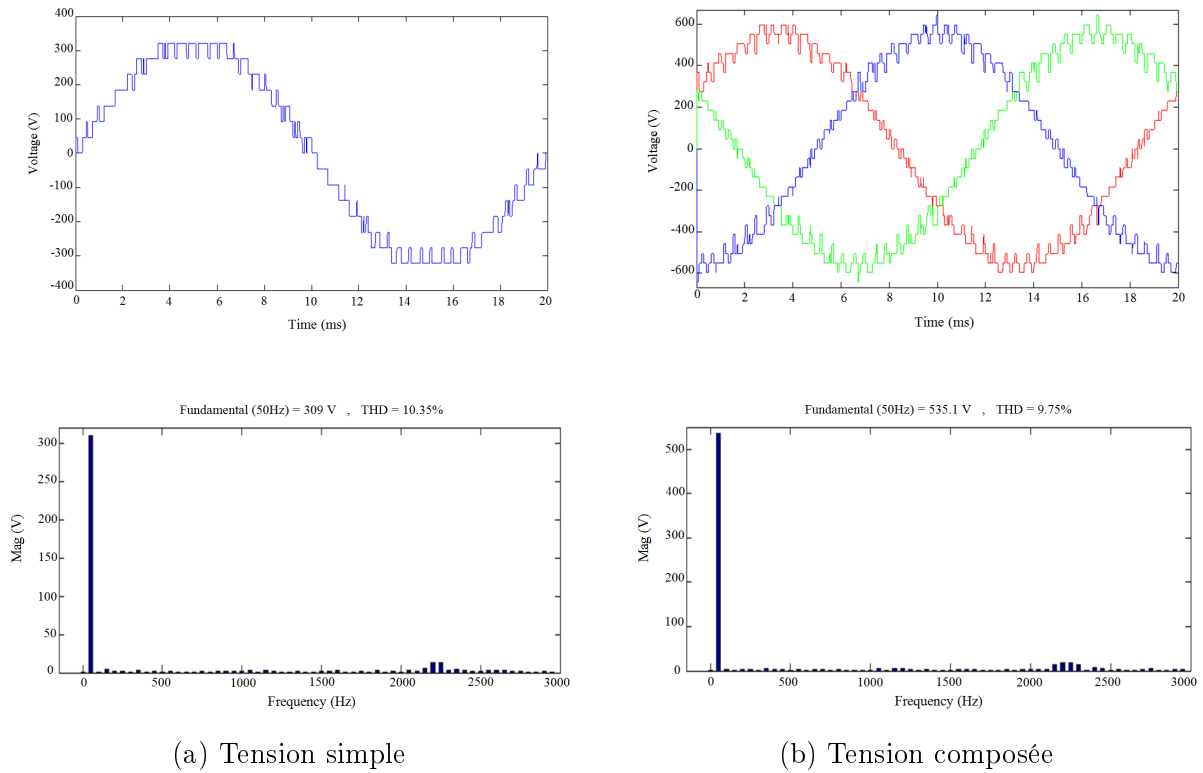 400
300
200
100
0
-100
-200
-300
-400
Voltage (V)
0 2 4 6 8 10 12 14 16 18 20
Time (ms)
600
400
200
0
-200
-400
-600
Voltage (V)
0 2 4 6 8 10 12 14 16 18 20
Time (ms)
Fundamental (50Hz) = 309 V , THD = 10.35%
300
250
200
150
100
50
0
Mag (V)
0 500 1000 1500 2000 2500 3000
Frequency (Hz)
Fundamental (50Hz) = 535.1 V , THD = 9.75%
500
400
300
200
100
0
Mag (V)
0 500 1000 1500 2000 2500 3000
Frequency (Hz)
(a) Tension simple
(b) Tension composée